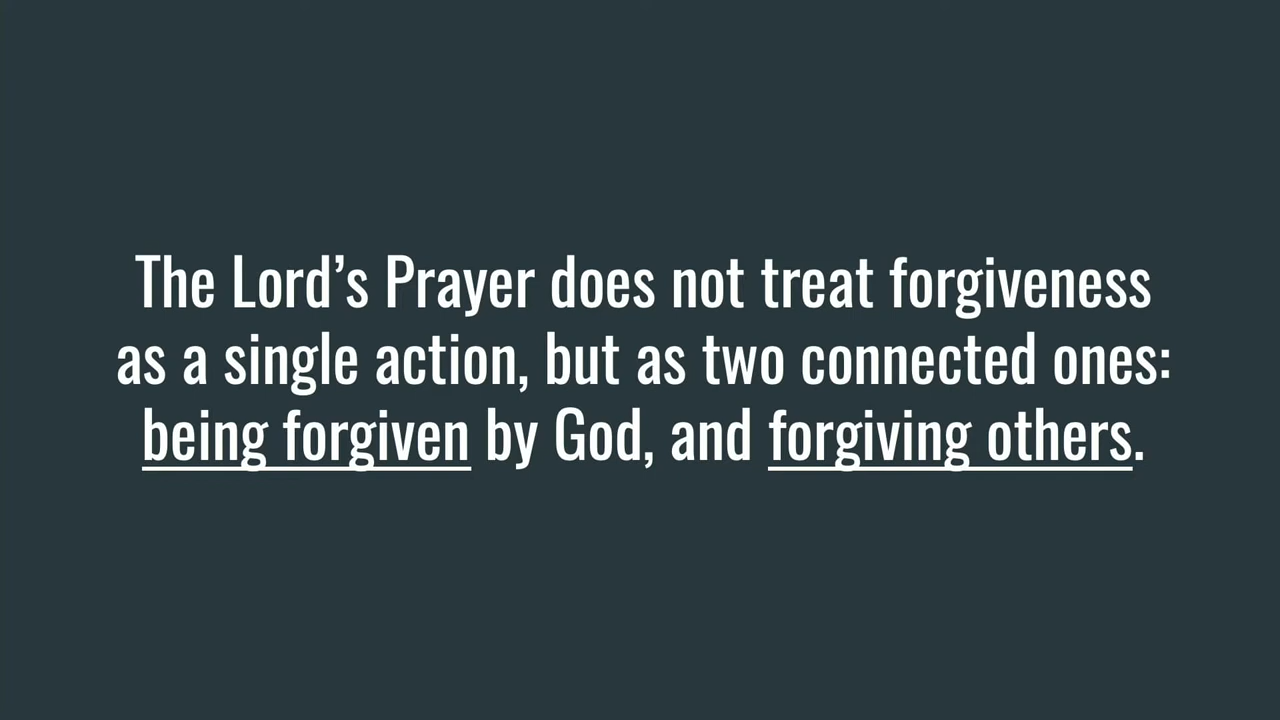 The Lord’s Prayer does not treat forgiveness
as a single action, but as two connected ones:
being forgiven by God, and forgiving others.